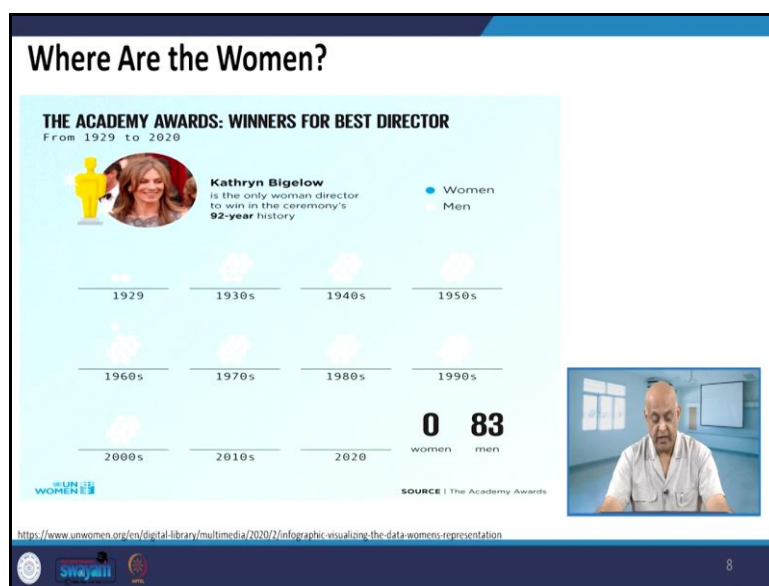 Where Are the Women?
THE ACADEMY AWARDS: WINNERS FOR BEST DIRECTOR
From 1929 to 2020
Kathryn Bigelow
is the only woman director
to win in the ceremony's
92-year history
Women
Men
1929 1930s 1940s 1950s
1960s 1970s 1980s 1990s
2000s 2010s 2020
0 83
women men
UN
WOMEN
SOURCE | The Academy Awards
https://www.unwomen.org/en/digital-library/multimedia/2020/2/infographic-visualizing-the-data-womens-representation
swayam
8